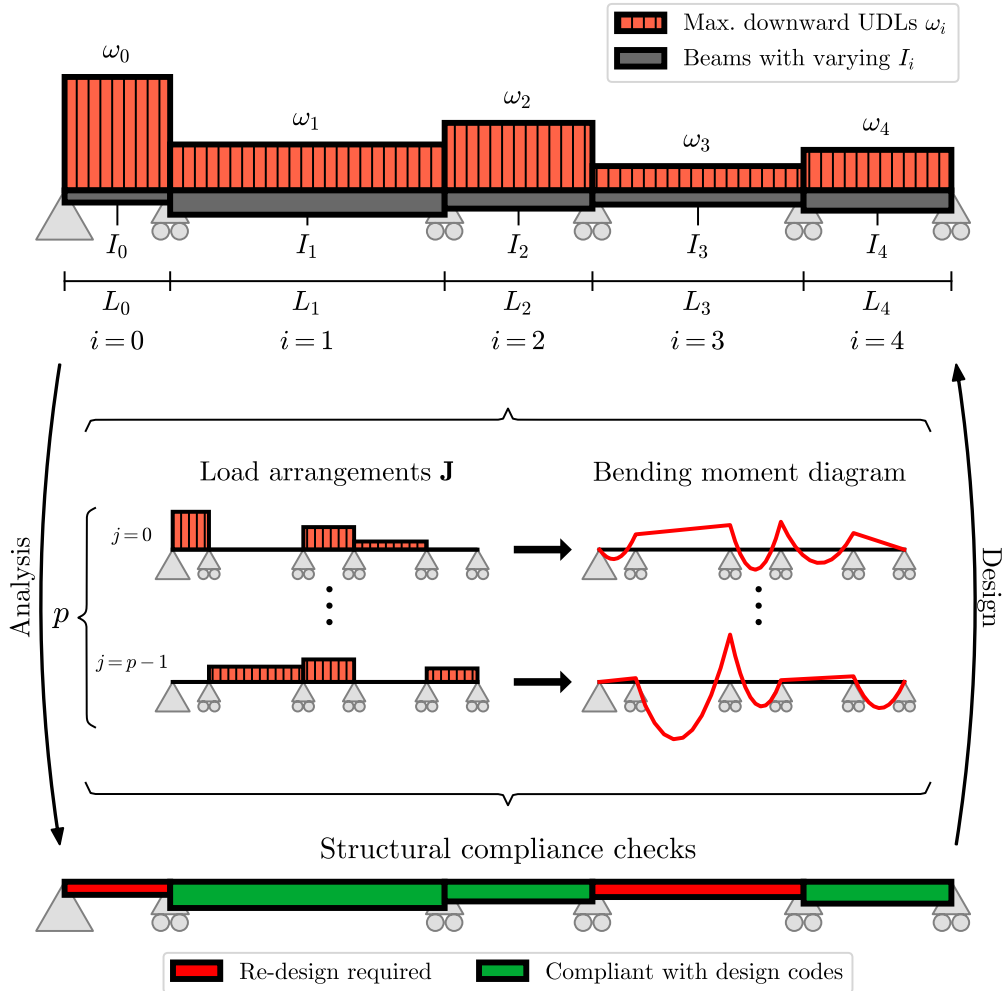 Max. downward UDLs ω_i
Beams with varying I_i
ω_0
ω_1
ω_2
ω_3
ω_4
I_0
I_1
I_2
I_3
I_4
L_0
L_1
L_2
L_3
L_4
i = 0
i = 1
i = 2
i = 3
i = 4
Analysis
Design
Load arrangements J
Bending moment diagram
p
j = 0
j = p − 1
Structural compliance checks
Re-design required
Compliant with design codes